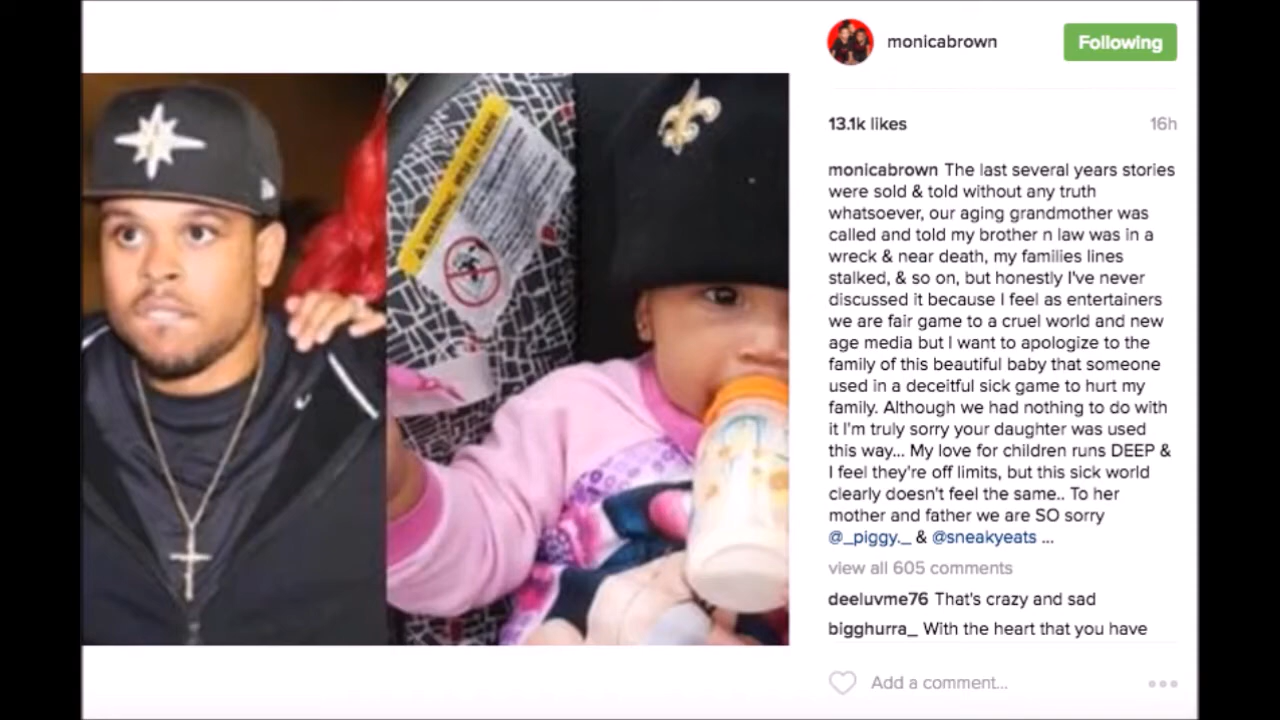 monicabrown
Following
13.1k likes
16h
monicabrown The last several years stories
were sold & told without any truth
whatsoever, our aging grandmother was
called and told my brother n law was in a
wreck & near death, my families lines
stalked, & so on, but honestly I've never
discussed it because I feel as entertainers
we are fair game to a cruel world and new
age media but I want to apologize to the
family of this beautiful baby that someone
used in a deceitful sick game to hurt my
family. Although we had nothing to do with
it I'm truly sorry your daughter was used
this way... My love for children runs DEEP &
I feel they're off limits, but this sick world
clearly doesn't feel the same.. To her
mother and father we are SO sorry
@_piggy._ & @sneakyeats ...
view all 605 comments
deeluvme76 That's crazy and sad
bigghurra_ With the heart that you have
Add a comment...
WARNING